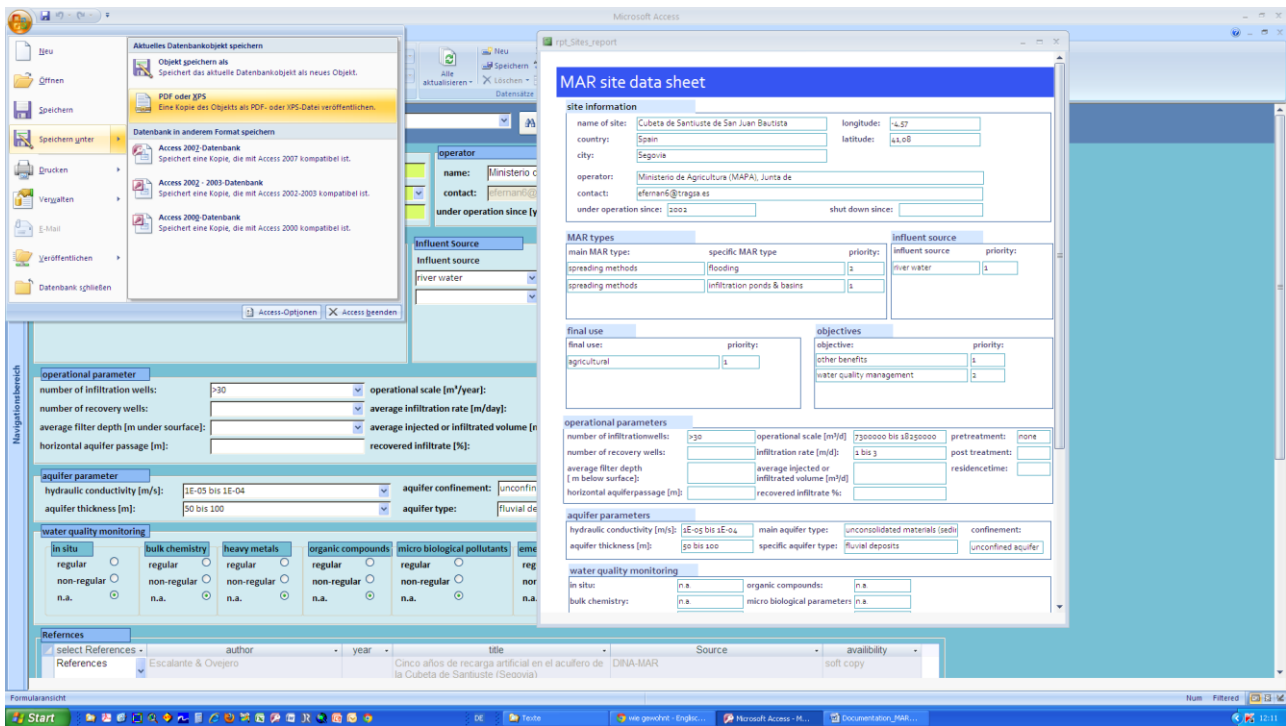 Microsoft Access
Neu
Öffnen
Speichern
Speichern unter
Drucken
Verwalten
E-Mail
Veröffentlichen
Datenbank schließen
Aktuelles Datenbankobjekt speichern
Objekt speichern als
Speichert das aktuelle Datenbankobjekt als neues Objekt.
PDF oder XPS
Eine Kopie des Objekts als PDF- oder XPS-Datei veröffentlichen.
Datenbank in anderem Format speichern
Access 2007-Datenbank
Speichert eine Kopie, die mit Access 2007 kompatibel ist.
Access 2002 - 2003-Datenbank
Speichert eine Kopie, die mit Access 2002-2003 kompatibel ist.
Access 2000-Datenbank
Speichert eine Kopie, die mit Access 2000 kompatibel ist.
Access-Optionen Access beenden
Alle aktualisieren
Neu
Speichern
Löschen
Datensätze
operator
name: Ministerio d
contact: efernan6@
under operation since [y
Influent Source
Influent source
river water
Navigationsbereich
operational parameter
number of infiltration wells: >30 operational scale [m³/year]:
number of recovery wells: average infiltration rate [m/day]:
average filter depth [m under sourface]: average injected or infiltrated volume [m
horizontal aquifer passage [m]: recovered infiltrate [%]:
aquifer parameter
hydraulic conductivity [m/s]: 1E-05 bis 1E-04 aquifer confinement: unconfin
aquifer thickness [m]: 50 bis 100 aquifer type: fluvial de
water quality monitoring
in situ bulk chemistry heavy metals organic compounds micro biological pollutants eme
regular regular regular regular regular reg
non-regular non-regular non-regular non-regular non-regular non
n.a. n.a. n.a. n.a. n.a. n.a.
Refernces
select References author year title Source availibility
References Escalante & Ovejero Cinco años de recarga artificial en el acuífero de la Cubeta de Santiuste (Segovia) DINA-MAR soft copy
rpt_Sites_report
MAR site data sheet
site information
name of site: Cubeta de Santiuste de San Juan Bautista longitude: -4,57
country: Spain latitude: 41,08
city: Segovia
operator: Ministerio de Agricultura (MAPA), Junta de
contact: efernan6@tragsa.es
under operation since: 2002 shut down since:
MAR types influent source
main MAR type: specific MAR type priority: influent source priority:
spreading methods flooding 2 river water 1
spreading methods infiltration ponds & basins 1
final use objectives
final use: priority: objective: priority:
agricultural 1 other benefits 1
water quality management 2
operational parameters
number of infiltrationwells: >30 operational scale [m³/d] 7300000 bis 18250000 pretreatment: none
number of recovery wells: infiltration rate [m/d]: 1 bis 3 post treatment:
average filter depth [ m below surface]: average injected or infiltrated volume [m³/d] residencetime:
horizontal aquiferpassage [m]: recovered infiltrate %:
aquifer parameters
hydraulic conductivity [m/s]: 1E-05 bis 1E-04 main aquifer type: unconsolidated materials (sedi confinement:
aquifer thickness [m]: 50 bis 100 specific aquifer type: fluvial deposits unconfined aquifer
water quality monitoring
in situ: n.a. organic compounds: n.a.
bulk chemistry: n.a. micro biological parameters n.a.
Formularansicht Num Filtered
Start DE Texte wie gewohnt - Englisc... Microsoft Access - M... Documentation_MAR... 12:11